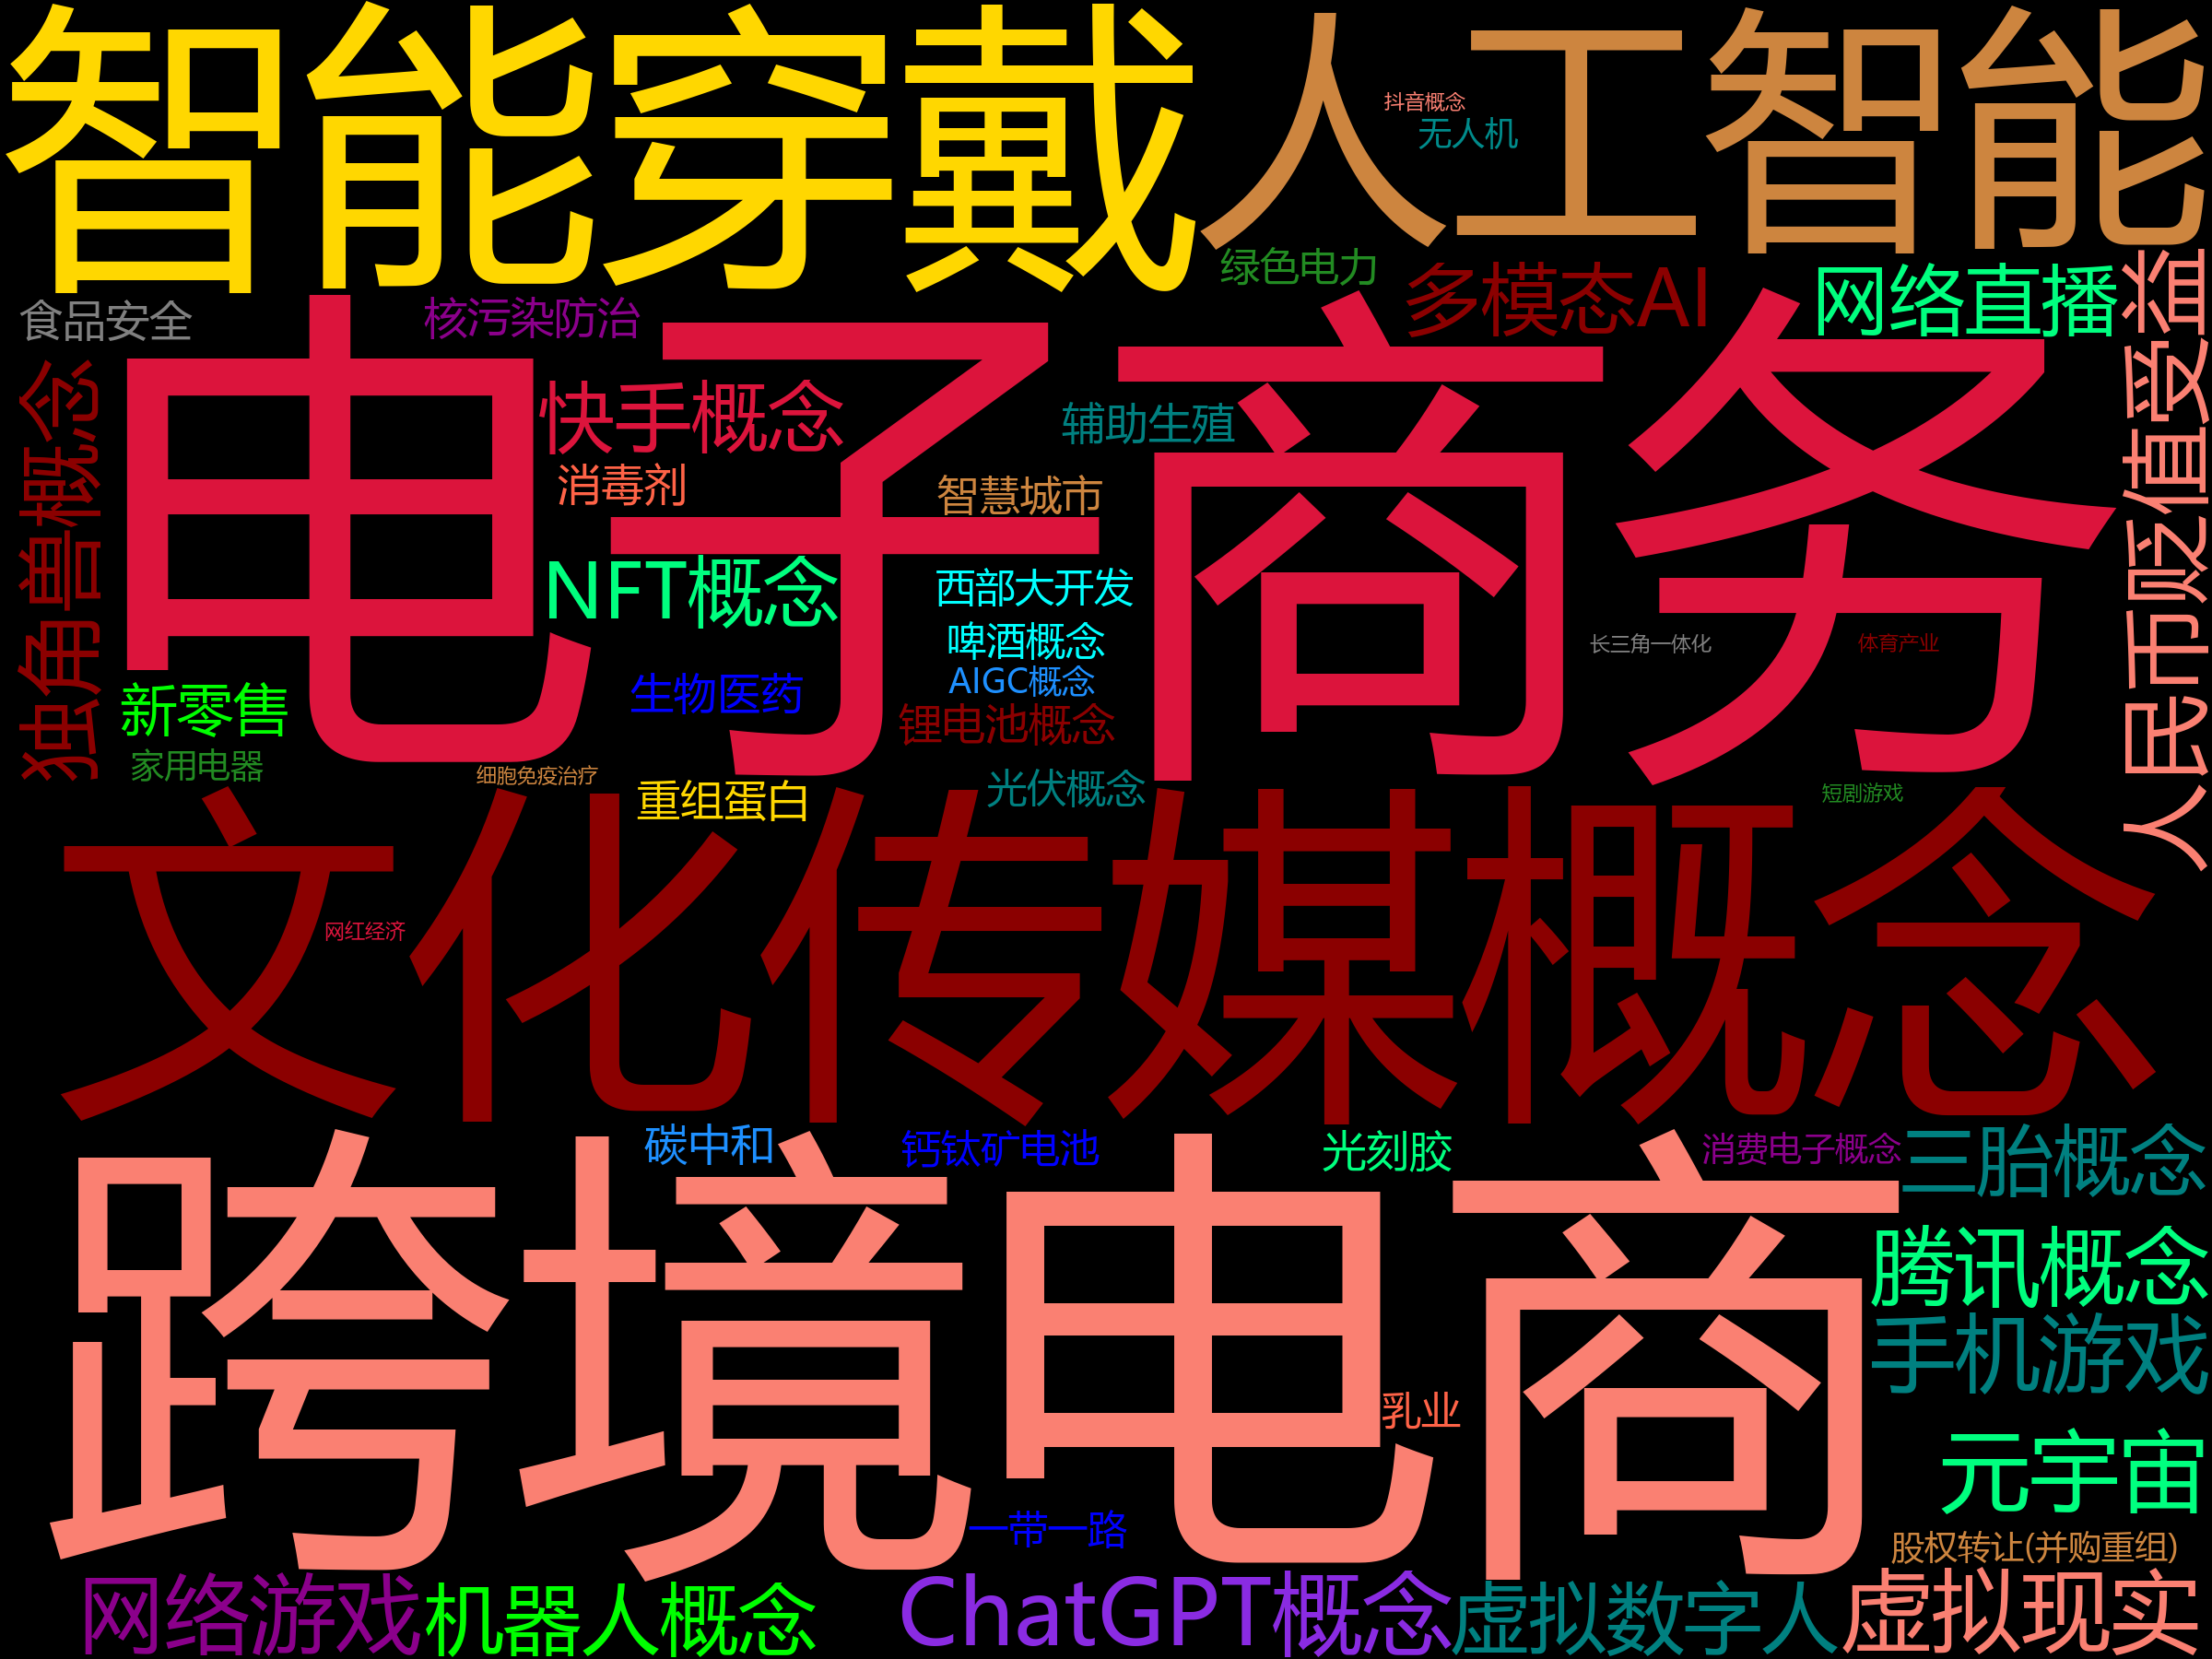 智能穿戴
人工智能
抖音概念
无人机
绿色电力
多模态AI
网络直播
人民币贬值受益
食品安全
核污染防治
电子商务
独角兽概念
快手概念
辅助生殖
消毒剂
智慧城市
NFT概念
西部大开发
啤酒概念
长三角一体化
体育产业
AIGC概念
生物医药
新零售
锂电池概念
家用电器
细胞免疫治疗
重组蛋白
光伏概念
短剧游戏
文化传媒概念
网红经济
碳中和
钙钛矿电池
光刻胶
消费电子概念
三胎概念
跨境电商
腾讯概念
手机游戏
乳业
元宇宙
一带一路
股权转让(并购重组)
网络游戏
机器人概念
ChatGPT概念
虚拟数字人
虚拟现实